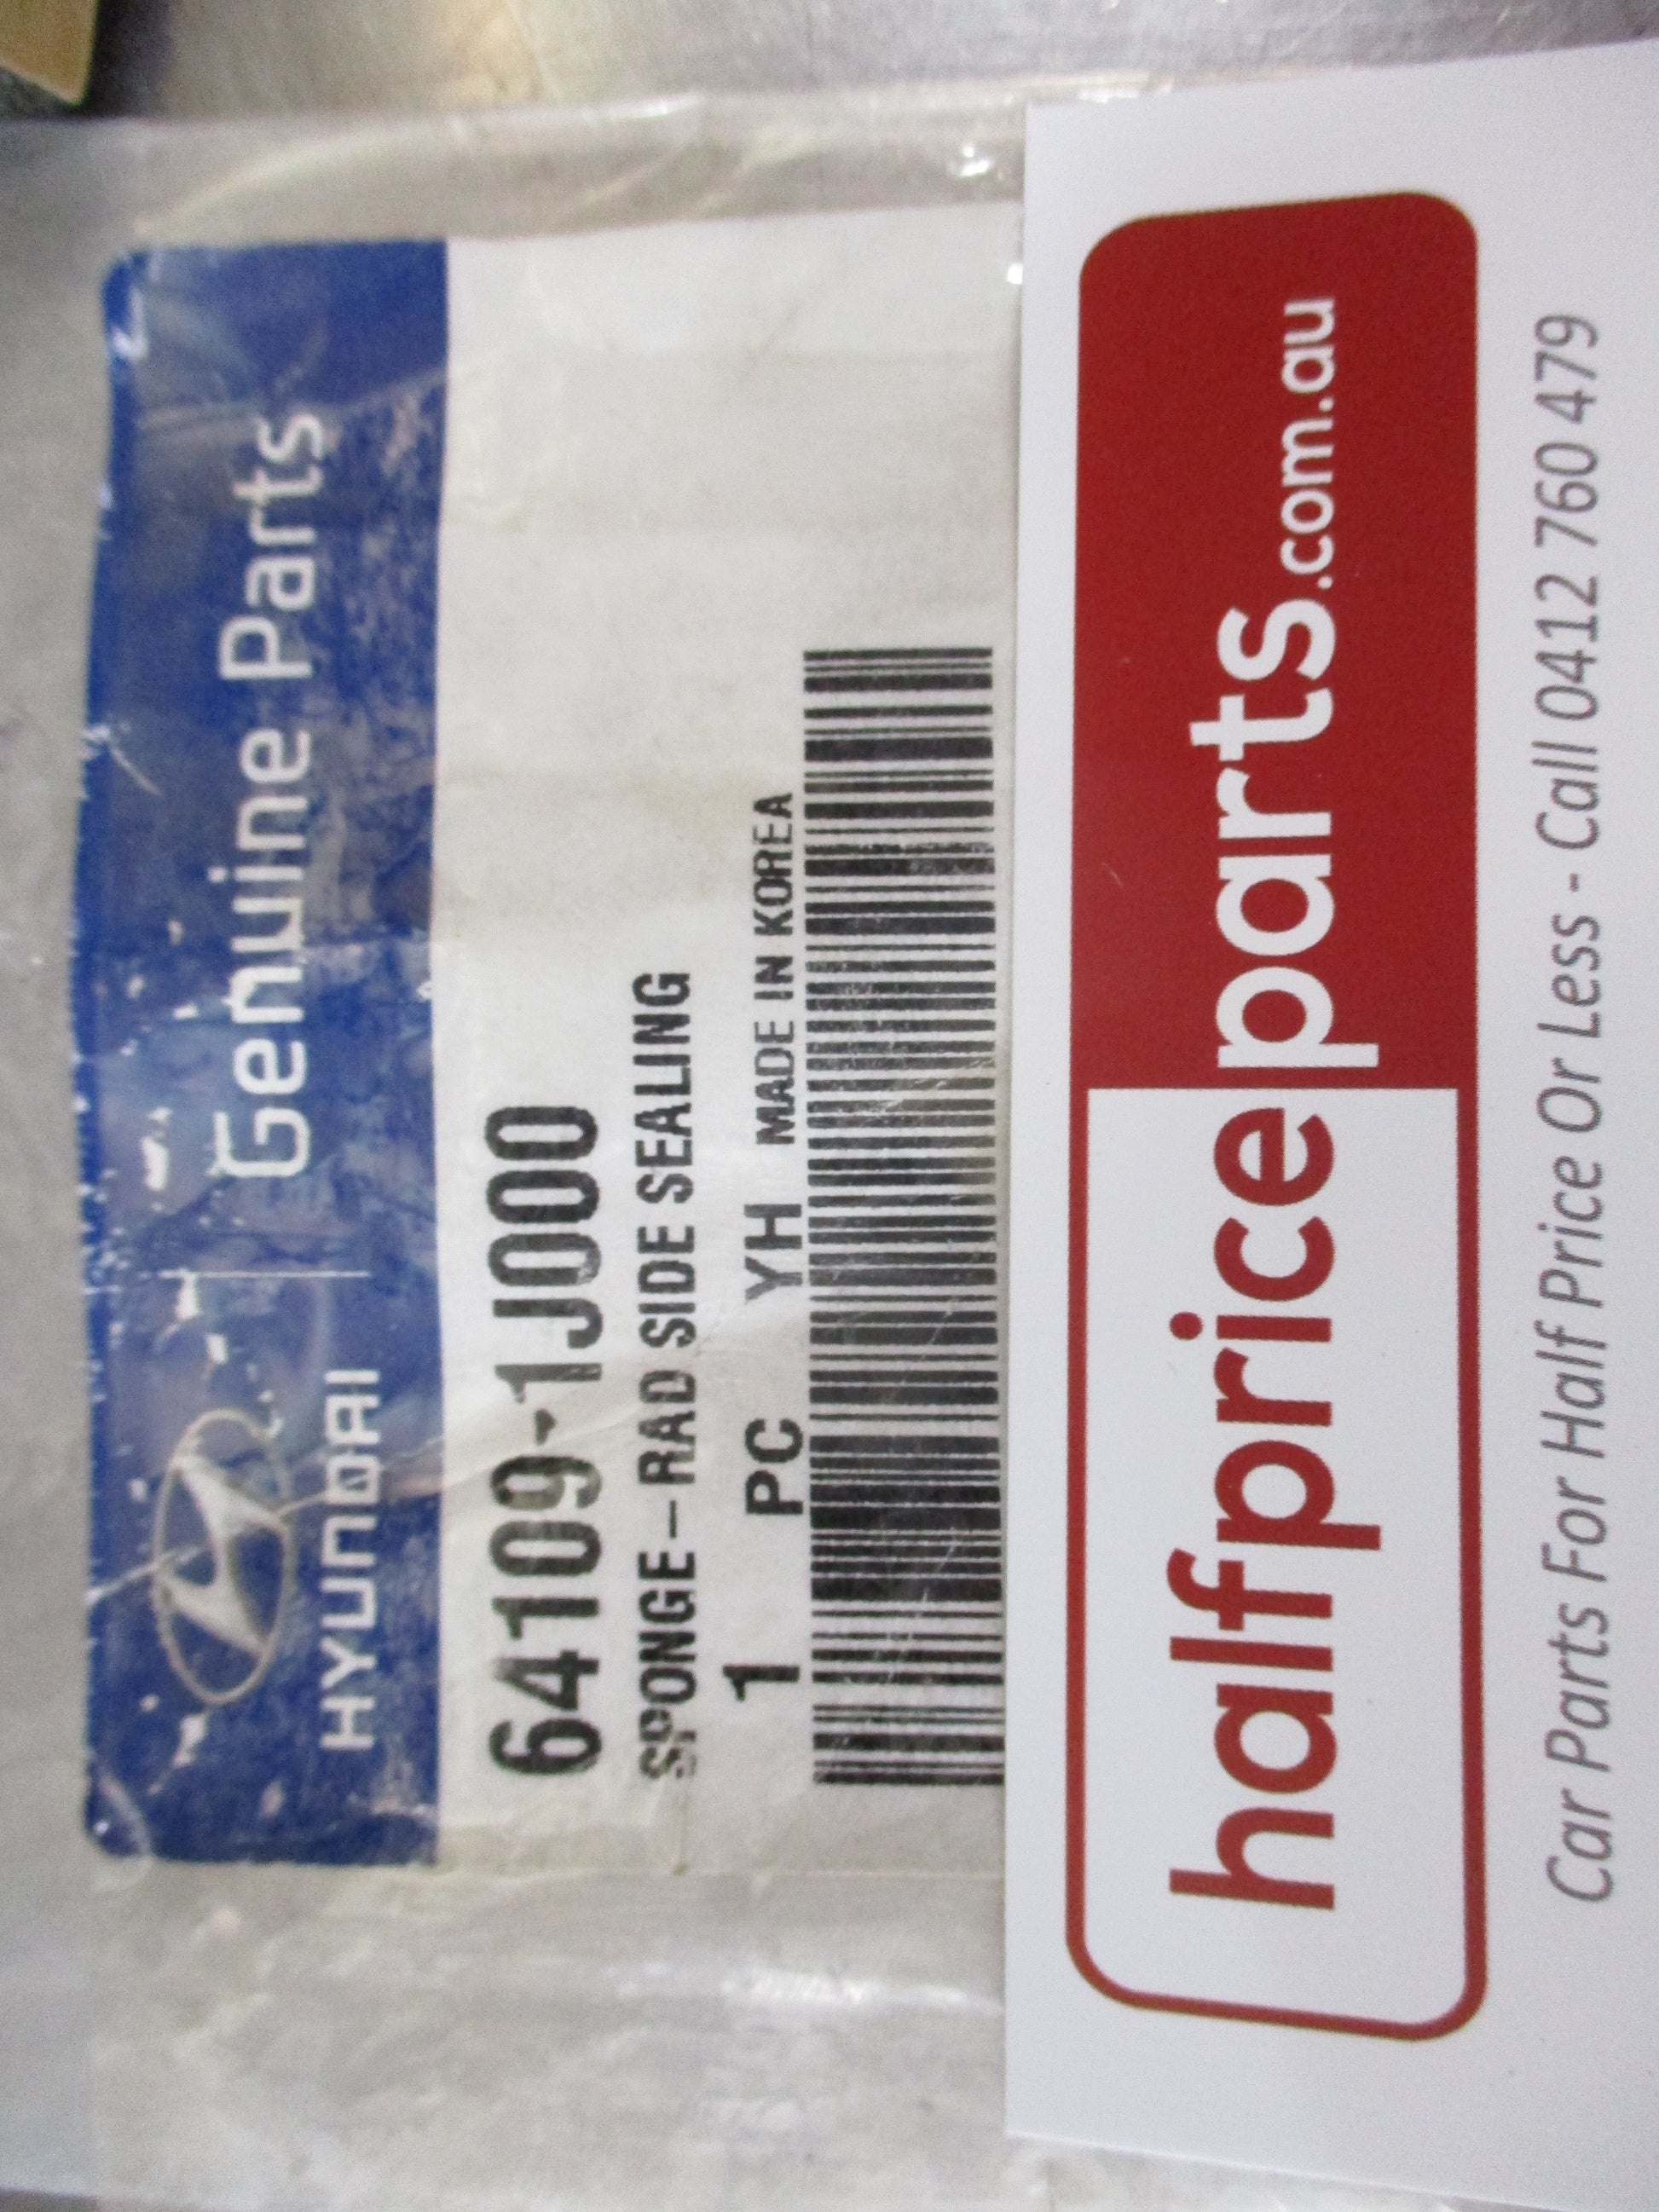 HYUNDAI
Genuine Parts
64109-1J000
SPONGE-RAD SIDE SEALING
1 PC YH MADE IN KOREA
halfpriceparts.com.au
Car Parts For Half Price Or Less - Call 0412 760 479